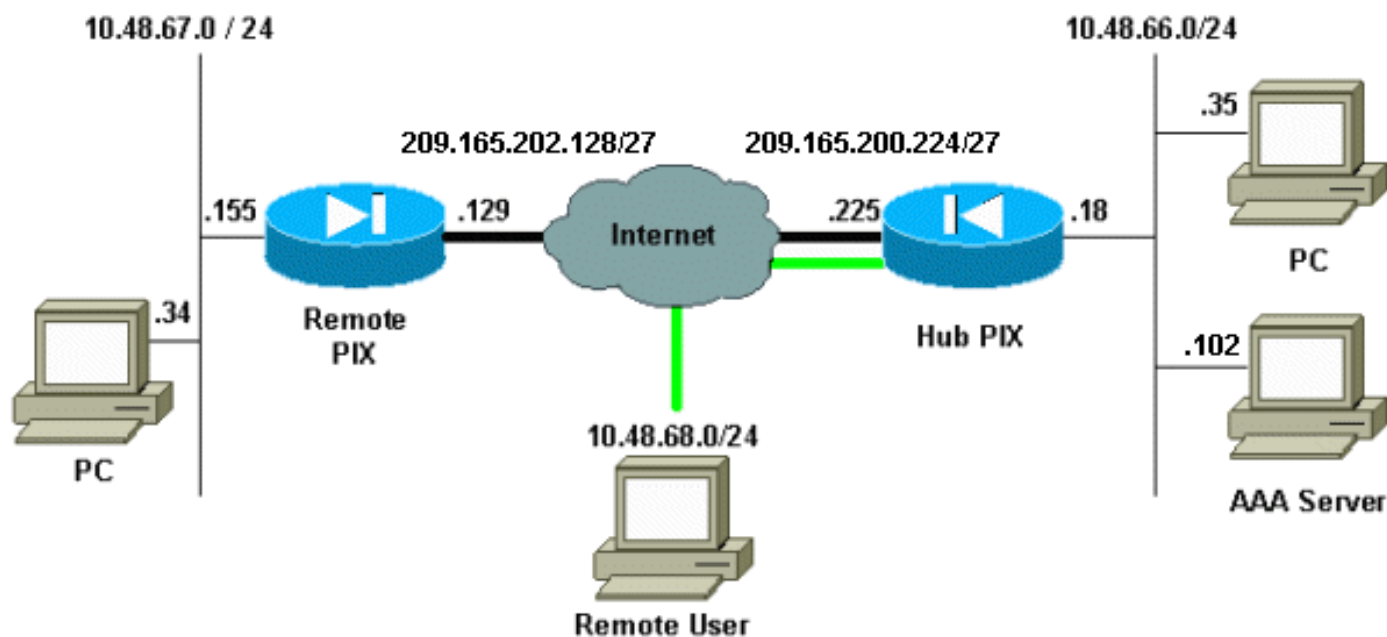 10.48.67.0 / 24
10.48.66.0/24
.35
209.165.202.128/27
209.165.200.224/27
.155
.129
Internet
.225
.18
PC
.34
Remote
PIX
Hub PIX
.102
10.48.68.0/24
PC
AAA Server
Remote User